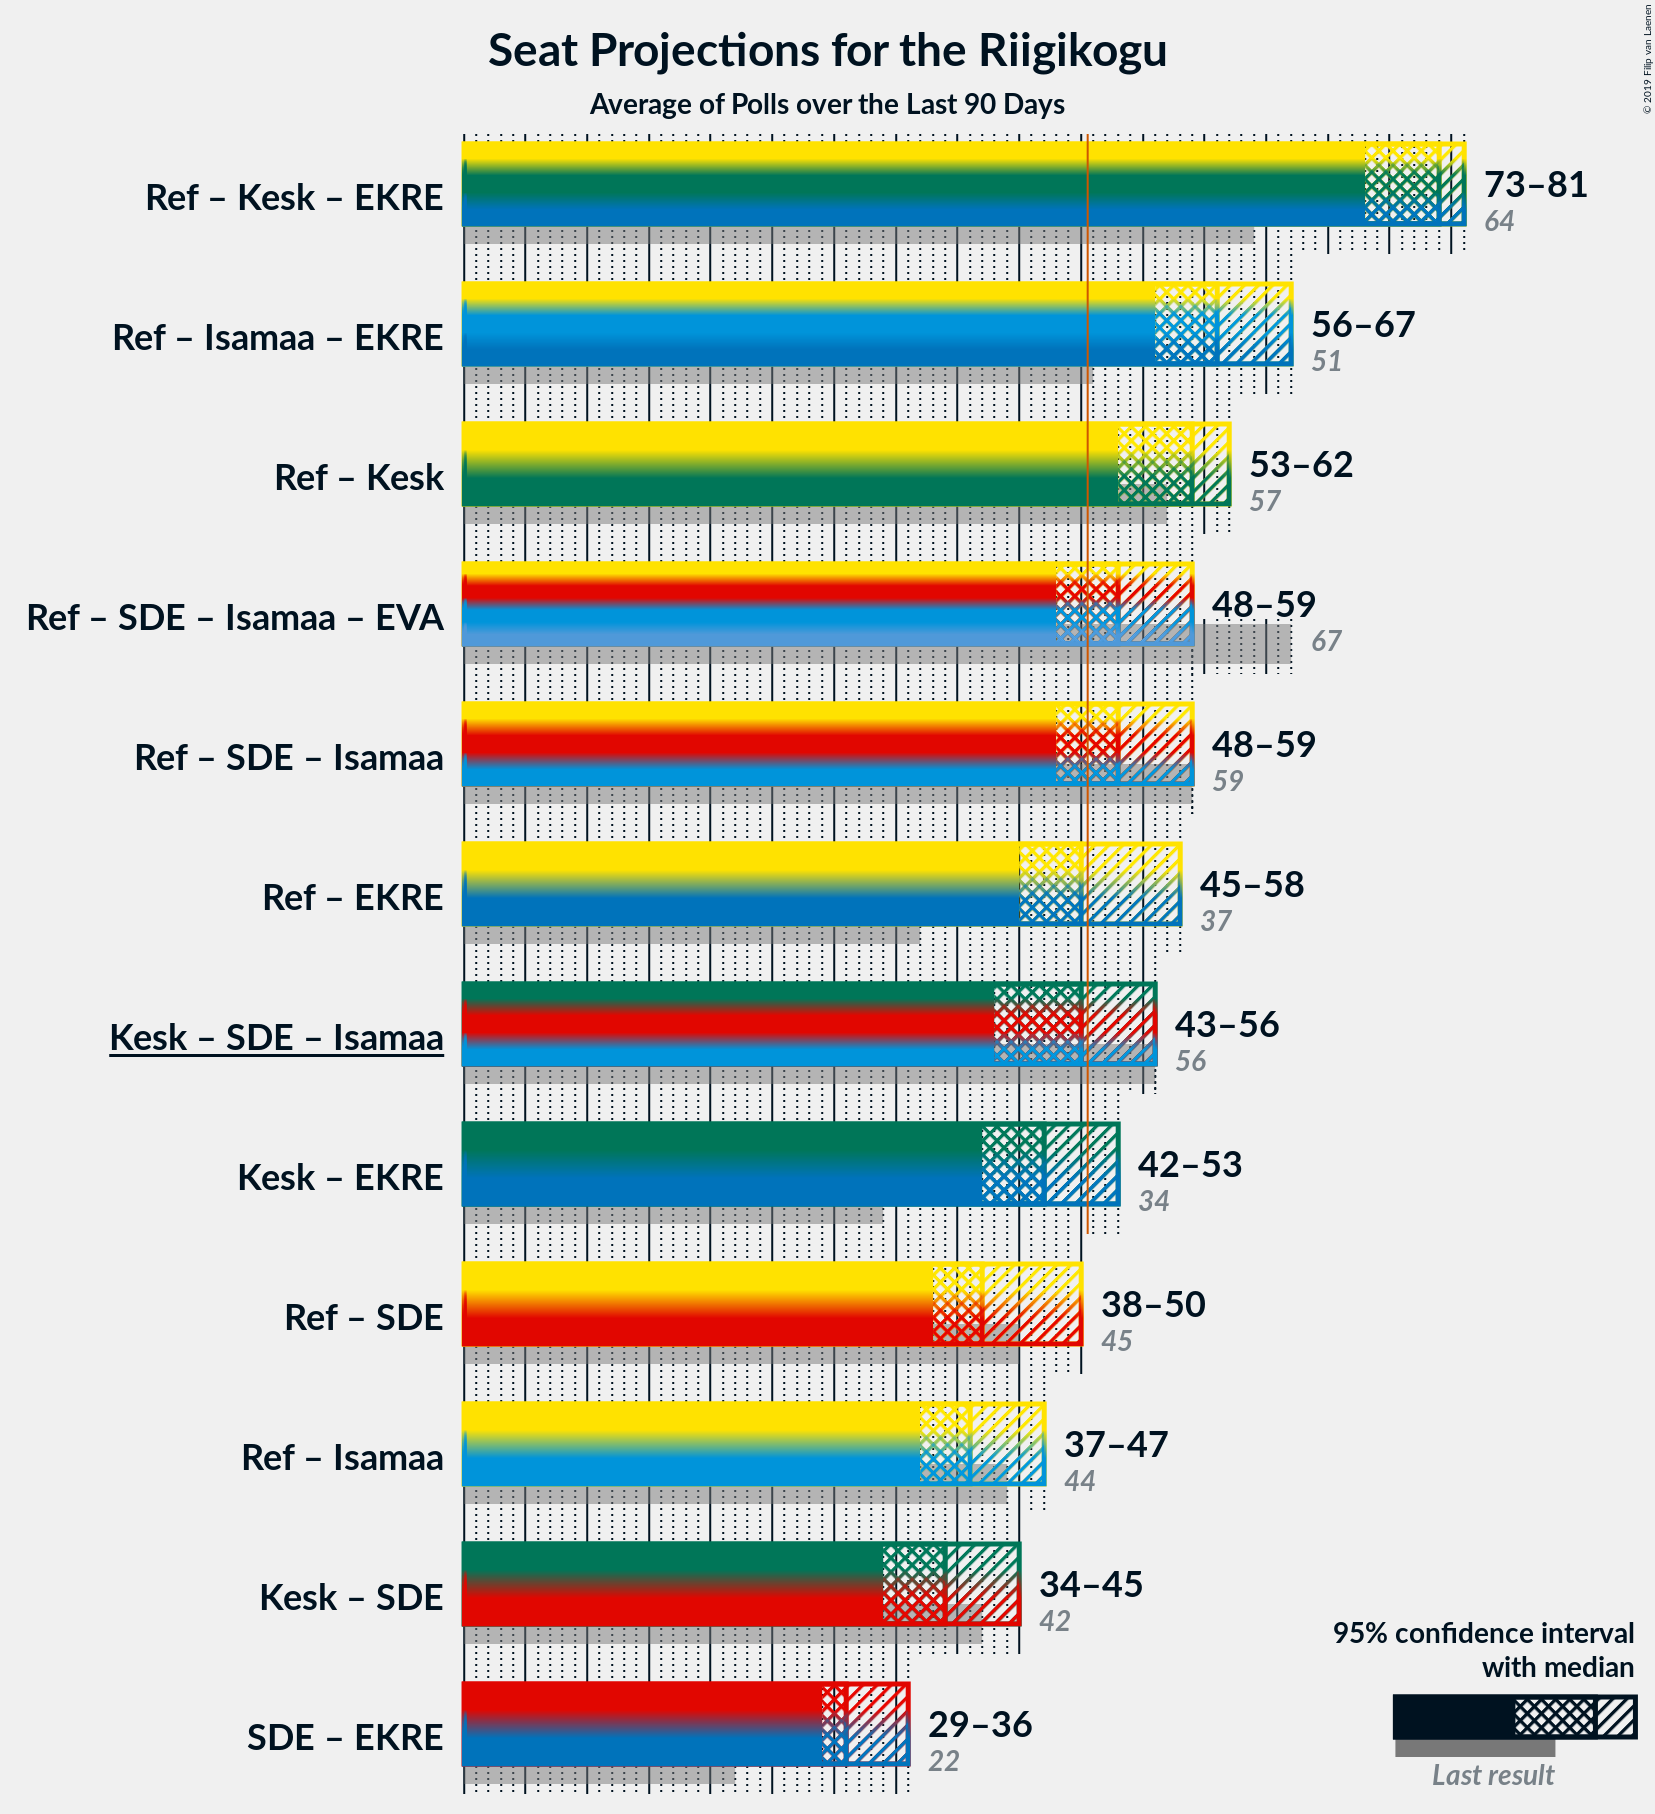 Seat Projections for the Riigikogu
Average of Polls over the Last 90 Days
© 2019 Filip van Laenen
Ref – Kesk – EKRE
73–81
64
Ref – Isamaa – EKRE
56–67
51
Ref – Kesk
53–62
57
Ref – SDE – Isamaa – EVA
48–59
67
Ref – SDE – Isamaa
48–59
59
Ref – EKRE
45–58
37
Kesk – SDE – Isamaa
43–56
56
Kesk – EKRE
42–53
34
Ref – SDE
38–50
45
Ref – Isamaa
37–47
44
Kesk – SDE
34–45
42
SDE – EKRE
29–36
22
95% confidence interval
with median
Last result